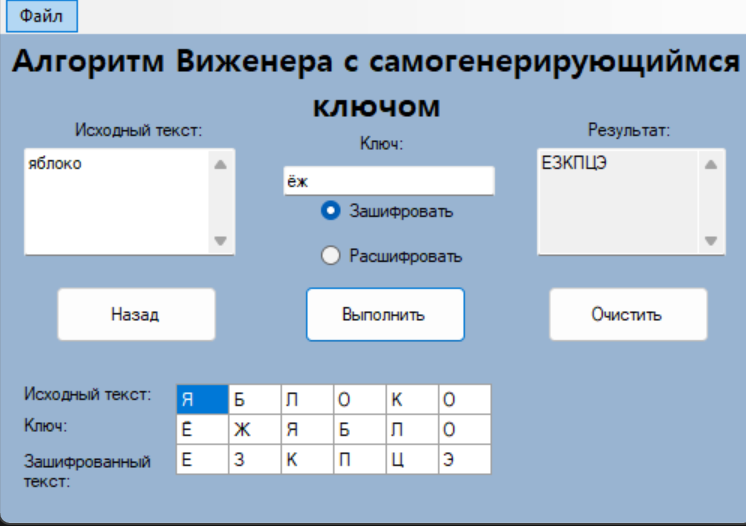 Файл
Алгоритм Виженера с самогенерирующиймся
ключом
Исходный текст:
яблоко
Ключ:
ёж
Зашифровать
Расшифровать
Результат:
ЕЗКПЦЭ
Назад
Выполнить
Очистить
Исходный текст: Я Б Л О К О
Ключ: Ё Ж Я Б Л О
Зашифрованный текст: Е З К П Ц Э